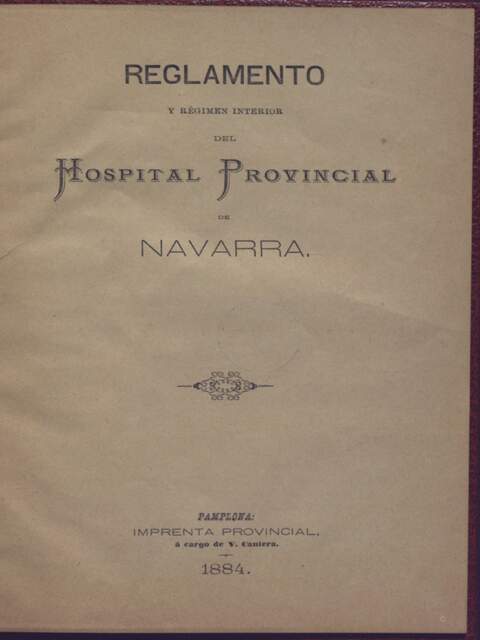 REGLAMENTO
Y RÉGIMEN INTERIOR
DEL
HOSPITAL PROVINCIAL
DE
NAVARRA.
PAMPLONA:
IMPRENTA PROVINCIAL,
á cargo de V. Cantera.
1884.